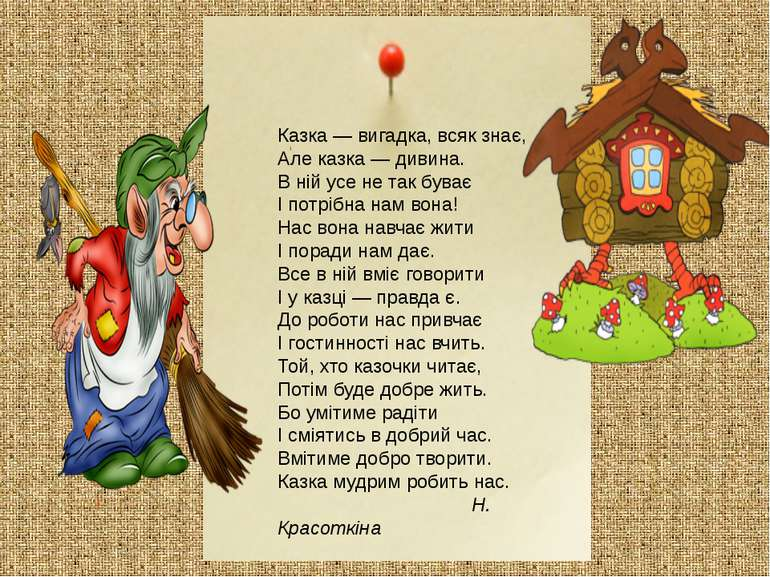 Казка — вигадка, всяк знає,
Але казка — дивина.
В ній усе не так буває
І потрібна нам вона!
Нас вона навчає жити
І поради нам дає.
Все в ній вміє говорити
І у казці — правда є.
До роботи нас привчає
І гостинності нас вчить.
Той, хто казочки читає,
Потім буде добре жить.
Бо умітиме радіти
І сміятись в добрий час.
Вмітиме добро творити.
Казка мудрим робить нас.
Н.
Красоткіна